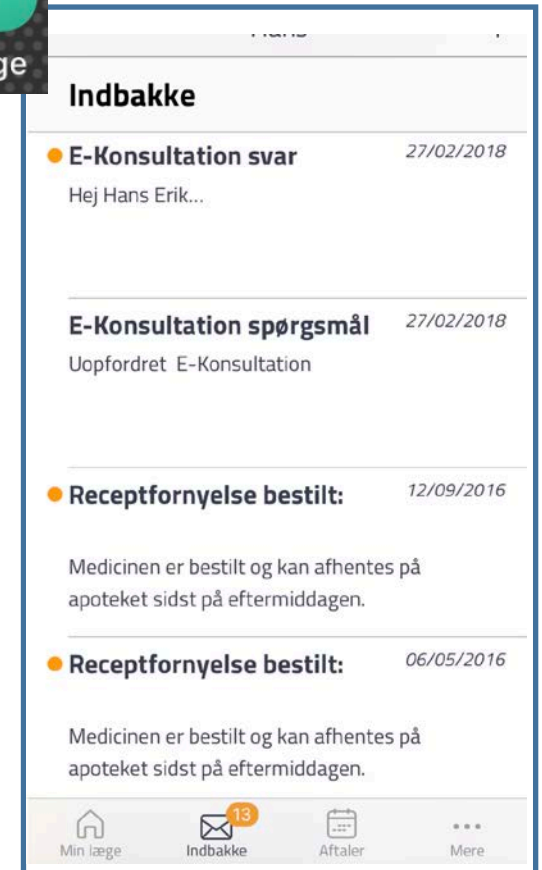 ge
Indbakke
E-Konsultation svar 27/02/2018
Hej Hans Erik...
E-Konsultation spørgsmål 27/02/2018
Uopfordret E-Konsultation
Receptfornyelse bestilt: 12/09/2016
Medicinen er bestilt og kan afhentes på
apoteket sidst på eftermiddagen.
Receptfornyelse bestilt: 06/05/2016
Medicinen er bestilt og kan afhentes på
apoteket sidst på eftermiddagen.
13
Min læge Indbakke Aftaler Mere